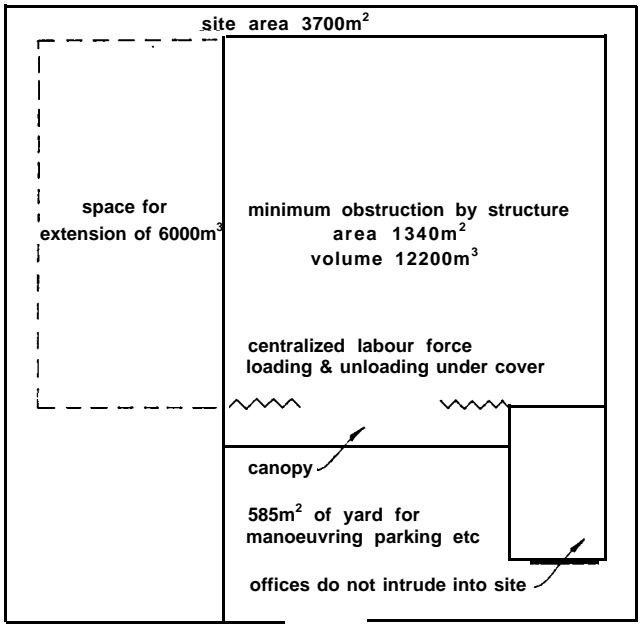 site area 3700m²
space for
extension of 6000m³
minimum obstruction by structure
area 1340m²
volume 12200m³
centralized labour force
loading & unloading under cover
canopy
585m² of yard for
manoeuvring parking etc
offices do not intrude into site